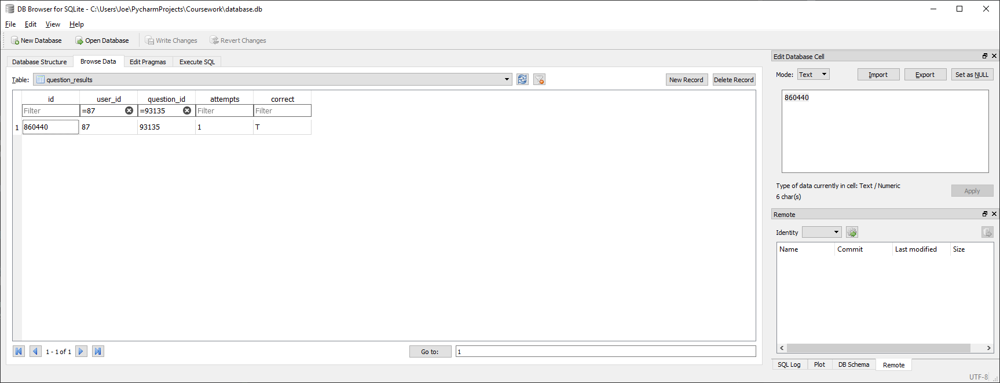 DB Browser for SQLite - C:\Users\Joe\PycharmProjects\Coursework\database.db
File Edit View Help
New Database Open Database Write Changes Revert Changes
Database Structure Browse Data Edit Pragmas Execute SQL
Table: question_results New Record Delete Record
id user_id question_id attempts correct
Filter =87 =93135 Filter Filter
1 860440 87 93135 1 T
1 - 1 of 1 Go to: 1
Edit Database Cell
Mode: Text Import Export Set as NULL
860440
Type of data currently in cell: Text / Numeric
6 char(s)
Apply
Remote
Identity
Name Commit Last modified Size
SQL Log Plot DB Schema Remote
UTF-8